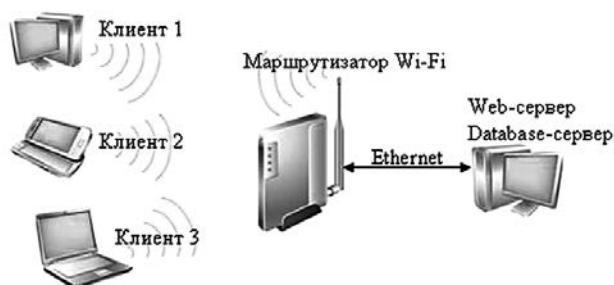 Клиент 1
Маршрутизатор Wi-Fi
Клиент 2
Web-сервер
Database-сервер
Ethernet
Клиент 3